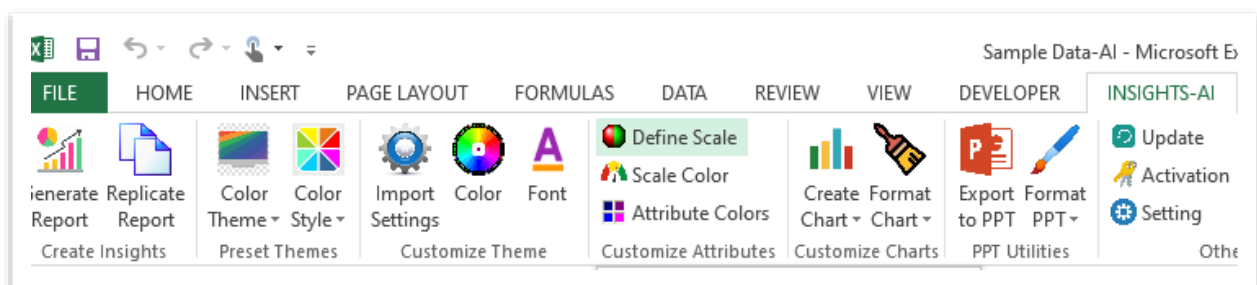 Sample Data-AI - Microsoft Ex
FILE HOME INSERT PAGE LAYOUT FORMULAS DATA REVIEW VIEW DEVELOPER INSIGHTS-AI
Define Scale Update
Scale Color Activation
Generate Replicate Color Color Import Color Font Create Format Export Format
Report Report Theme Style Settings Attribute Colors Chart Chart to PPT PPT Setting
Create Insights Preset Themes Customize Theme Customize Attributes Customize Charts PPT Utilities Othe